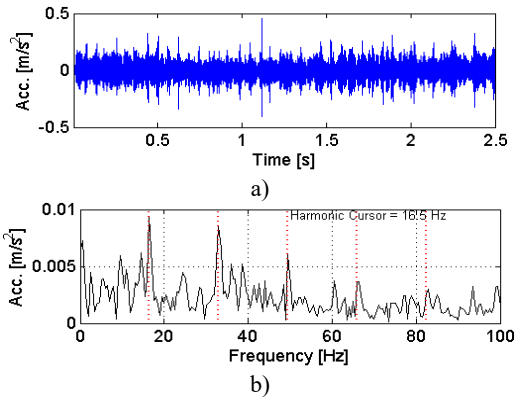 0.5
0
-0.5
Acc. [m/s²]
0.5 1 1.5 2 2.5
Time [s]
a)
0.01
0.005
0
Acc. [m/s²]
Harmonic Cursor = 16.5 Hz
0 20 40 60 80 100
Frequency [Hz]
b)